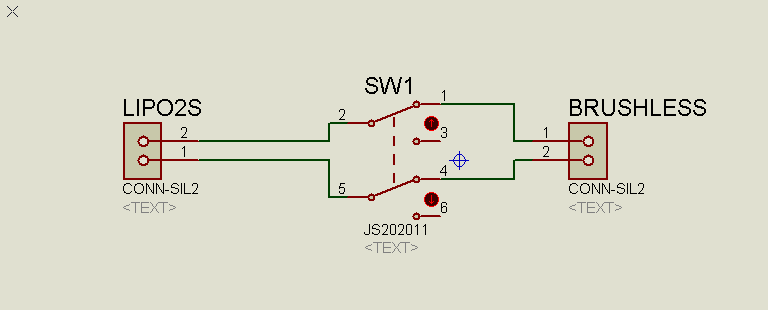 SW1
LIPO2S
BRUSHLESS
1
2
2
1
3
1
2
4
5
6
CONN-SIL2
<TEXT>
JS202011
<TEXT>
CONN-SIL2
<TEXT>